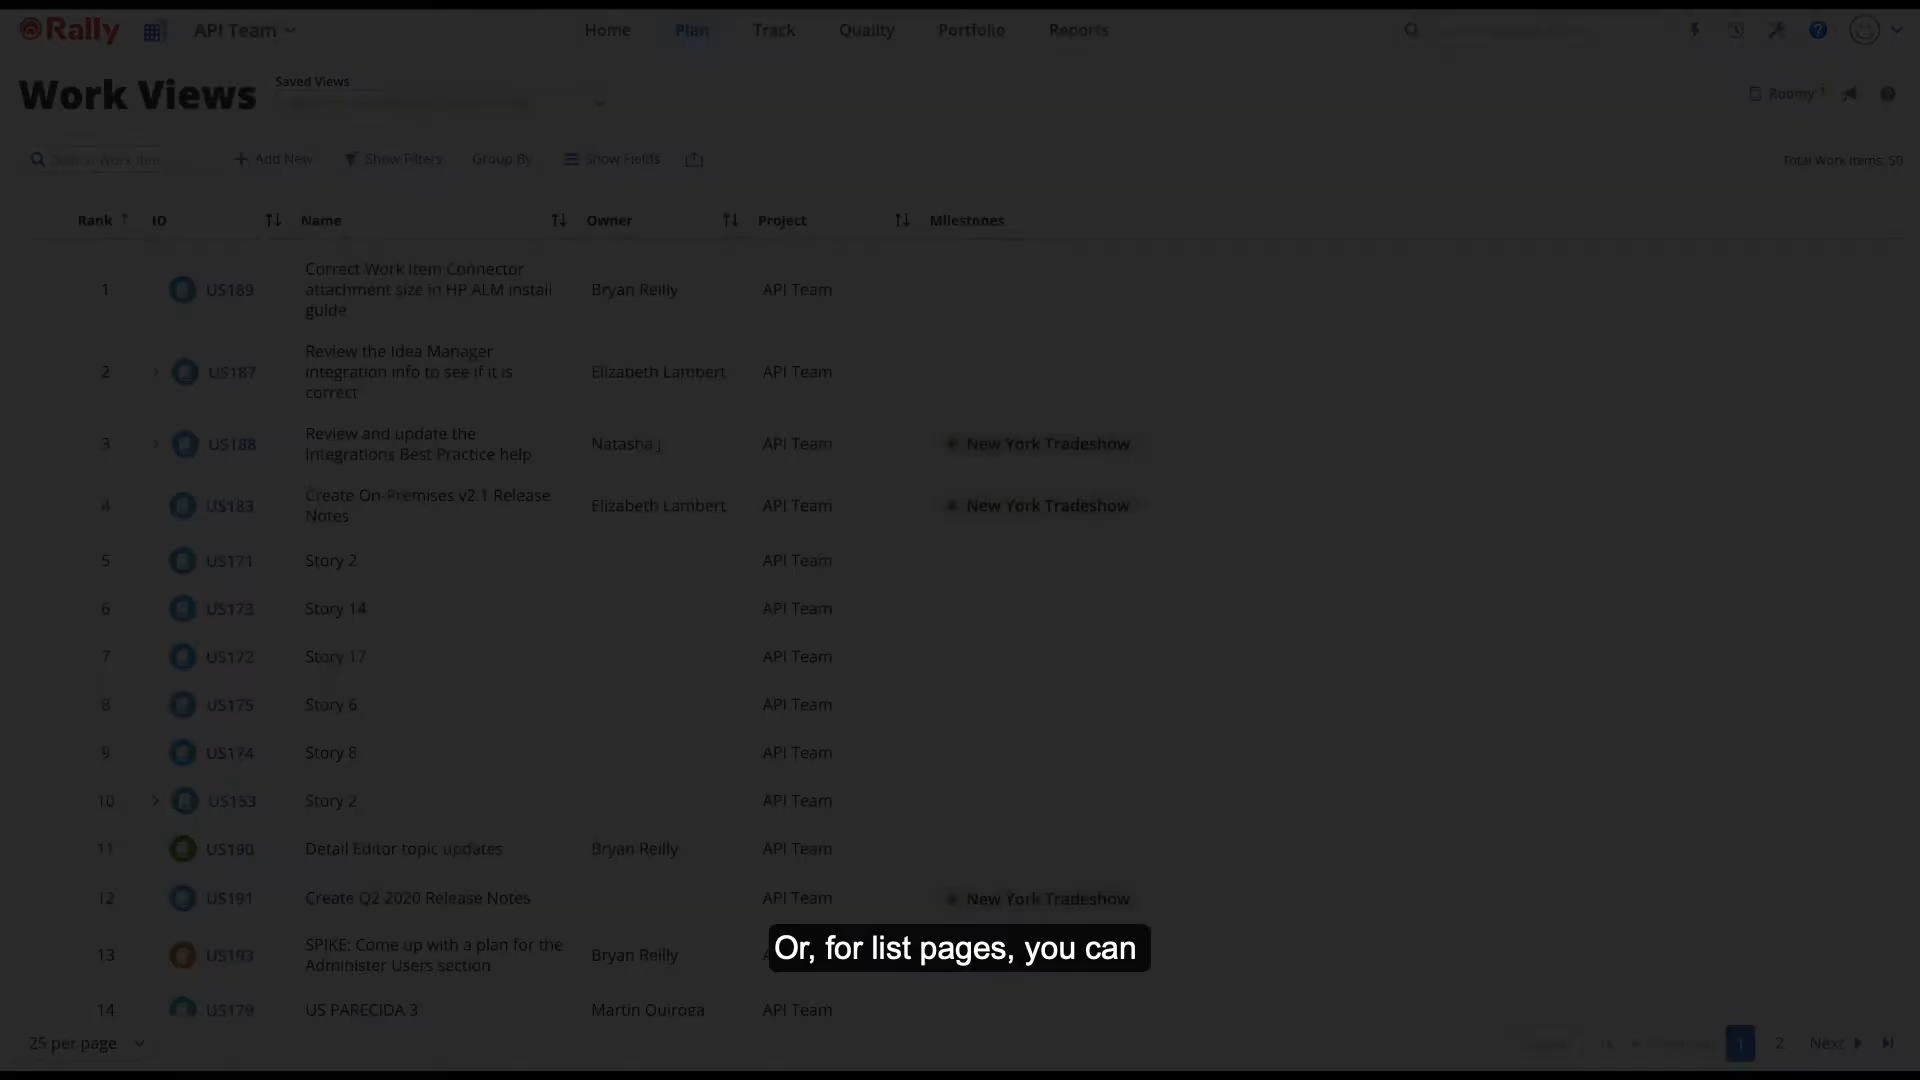 Rally API Team Home Plan Track Quality Portfolio Reports
Work Views Saved Views Roomy
Add New Show Filters Group By Show Fields Total Work Items: 50
Rank ID Name Owner Project Milestones
1 US189 Correct Work Item Connector Bryan Reilly API Team
attachment size in HP ALM install
guide
2 US187 Review the Idea Manager Elizabeth Lambert API Team
integration info to see if it is
correct
3 US188 Review and update the Natasha J API Team New York Tradeshow
Integrations Best Practice help
4 US183 Create On-Premises v2.1 Release Elizabeth Lambert API Team New York Tradeshow
Notes
5 US171 Story 2 API Team
6 US173 Story 14 API Team
7 US172 Story 17 API Team
8 US175 Story 6 API Team
9 US174 Story 8 API Team
10 US153 Story 2 API Team
11 US190 Detail Editor topic updates Bryan Reilly API Team
12 US191 Create Q2 2020 Release Notes API Team New York Tradeshow
13 US193 SPIKE: Come up with a plan for the Bryan Reilly
Administer Users section
Or, for list pages, you can
14 US179 US PARECIDA 3 Martin Quiroga API Team
25 per page 1 2 Next